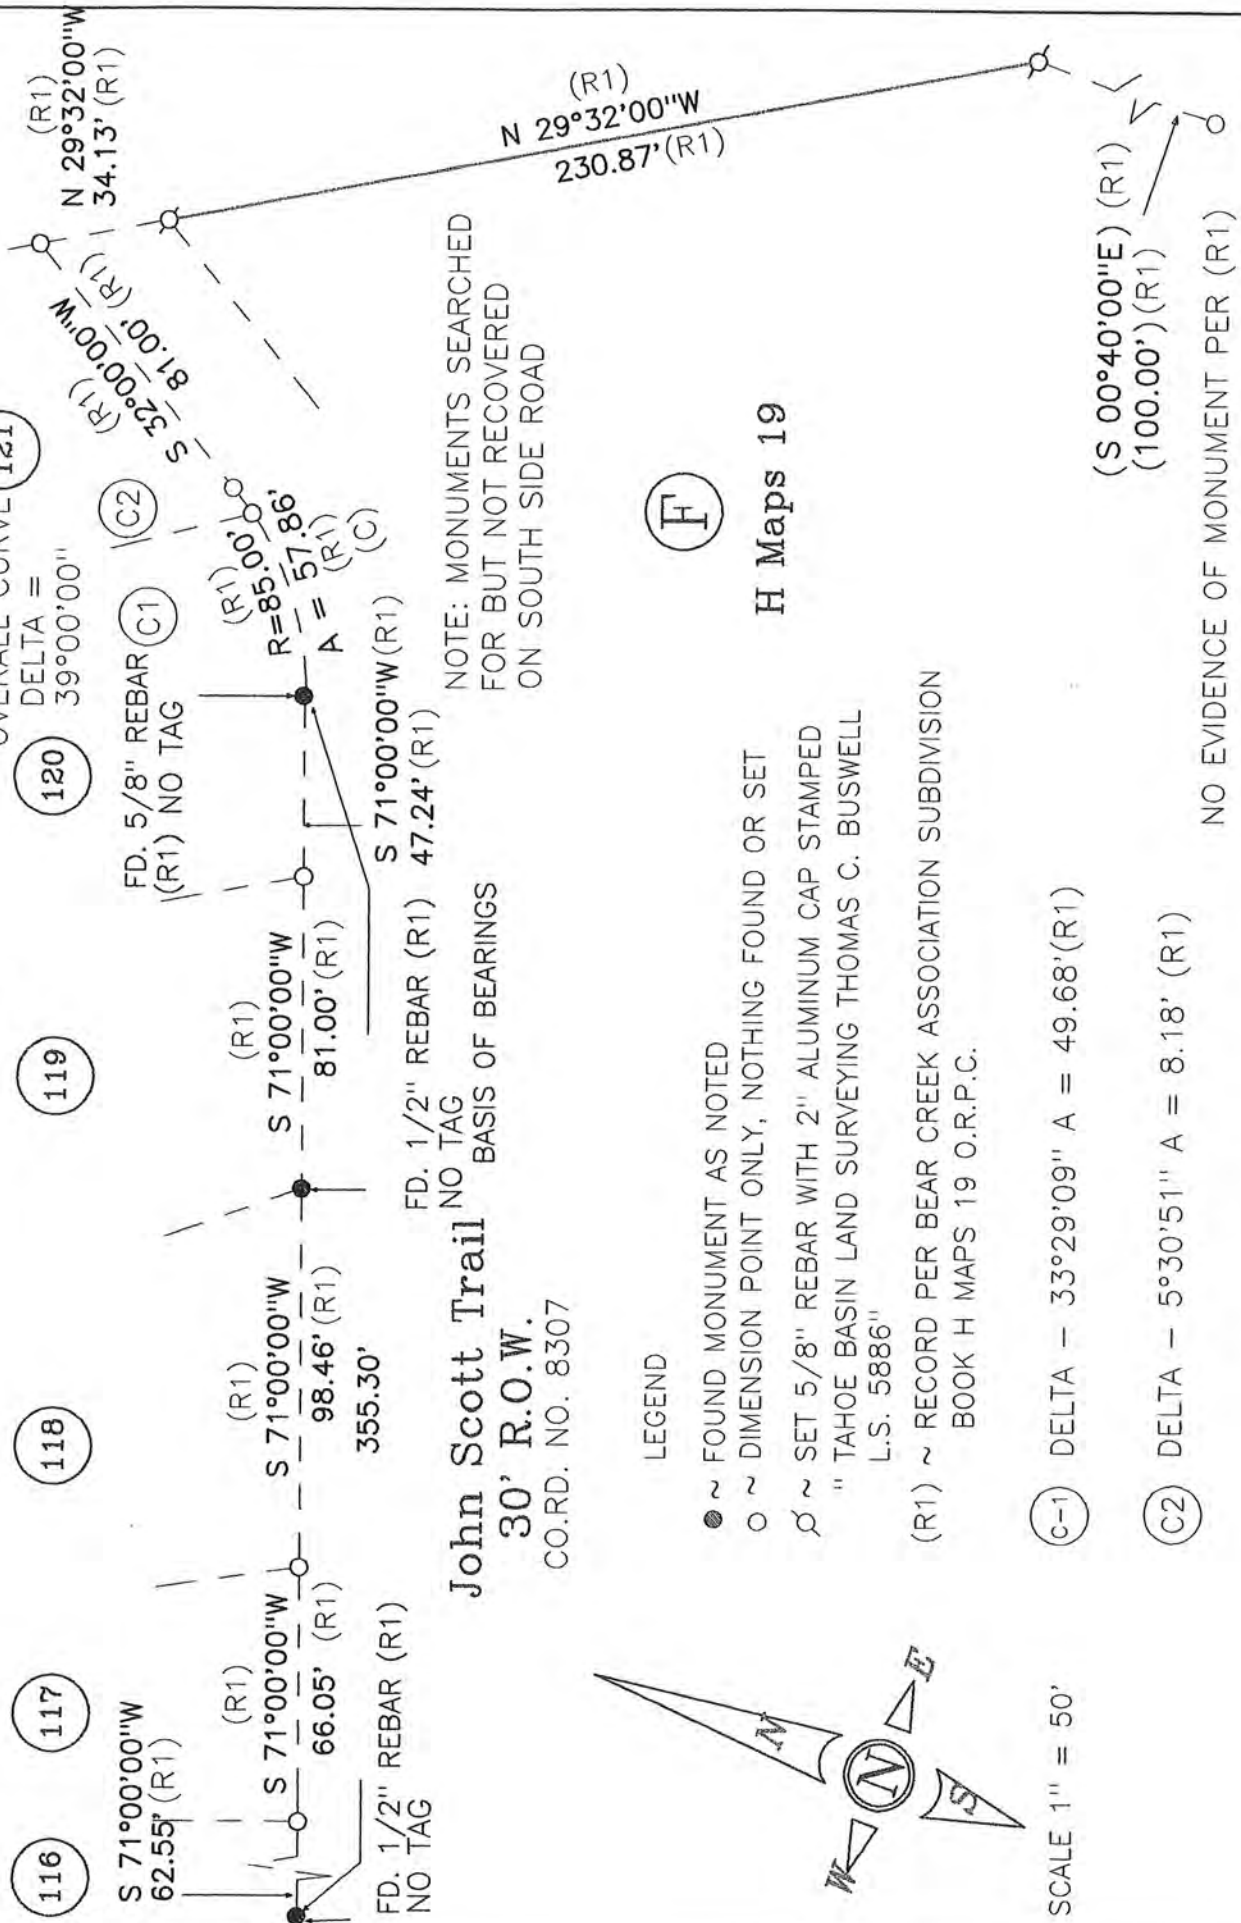 (R1)
N 29°32'00"W
34.13' (R1)
121
DELTA =
39°00'00"
120
119
118
117
116
(R1)
S 32°00'00"W
81.00' (R1)
(R1)
N 29°32'00"W
230.87' (R1)
C2
C1
FD. 5/8" REBAR
(R1) NO TAG
(R1)
R=85.00'
A = 57.86'
(R1)
(C)
S 71°00'00"W (R1)
47.24' (R1)
(R1)
S 71°00'00"W
81.00' (R1)
(R1)
S 71°00'00"W
98.46' (R1)
355.30'
(R1)
S 71°00'00"W
66.05' (R1)
S 71°00'00"W
62.55' (R1)
FD. 1/2" REBAR (R1)
NO TAG
FD. 1/2" REBAR (R1)
NO TAG
BASIS OF BEARINGS
John Scott Trail
30' R.O.W.
CO.RD. NO. 8307
NOTE: MONUMENTS SEARCHED
FOR BUT NOT RECOVERED
ON SOUTH SIDE ROAD
F
H Maps 19
(S 00°40'00"E) (R1)
(100.00') (R1)
NO EVIDENCE OF MONUMENT PER (R1)
LEGEND
~ FOUND MONUMENT AS NOTED
~ DIMENSION POINT ONLY, NOTHING FOUND OR SET
~ SET 5/8" REBAR WITH 2" ALUMINUM CAP STAMPED
" TAHOE BASIN LAND SURVEYING THOMAS C. BUSWELL
L.S. 5886"
(R1) ~ RECORD PER BEAR CREEK ASSOCIATION SUBDIVISION
BOOK H MAPS 19 O.R.P.C.
C-1 DELTA – 33°29'09" A = 49.68'(R1)
C2 DELTA – 5°30'51" A = 8.18' (R1)
N
W
N
E
S
SCALE 1" = 50'